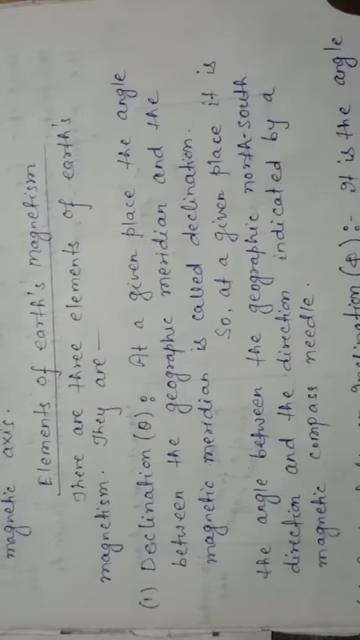 magnetic axis.
Elements of earth's magnetism
There are three elements of earth's
magnetism. They are —
(1) Declination (θ): At a given place the angle
between the geographic meridian and the
magnetic meridian is called declination.
So, at a given place it is
the angle between the geographic north-south
direction and the direction indicated by a
magnetic compass needle.
(Φ): It is the angle